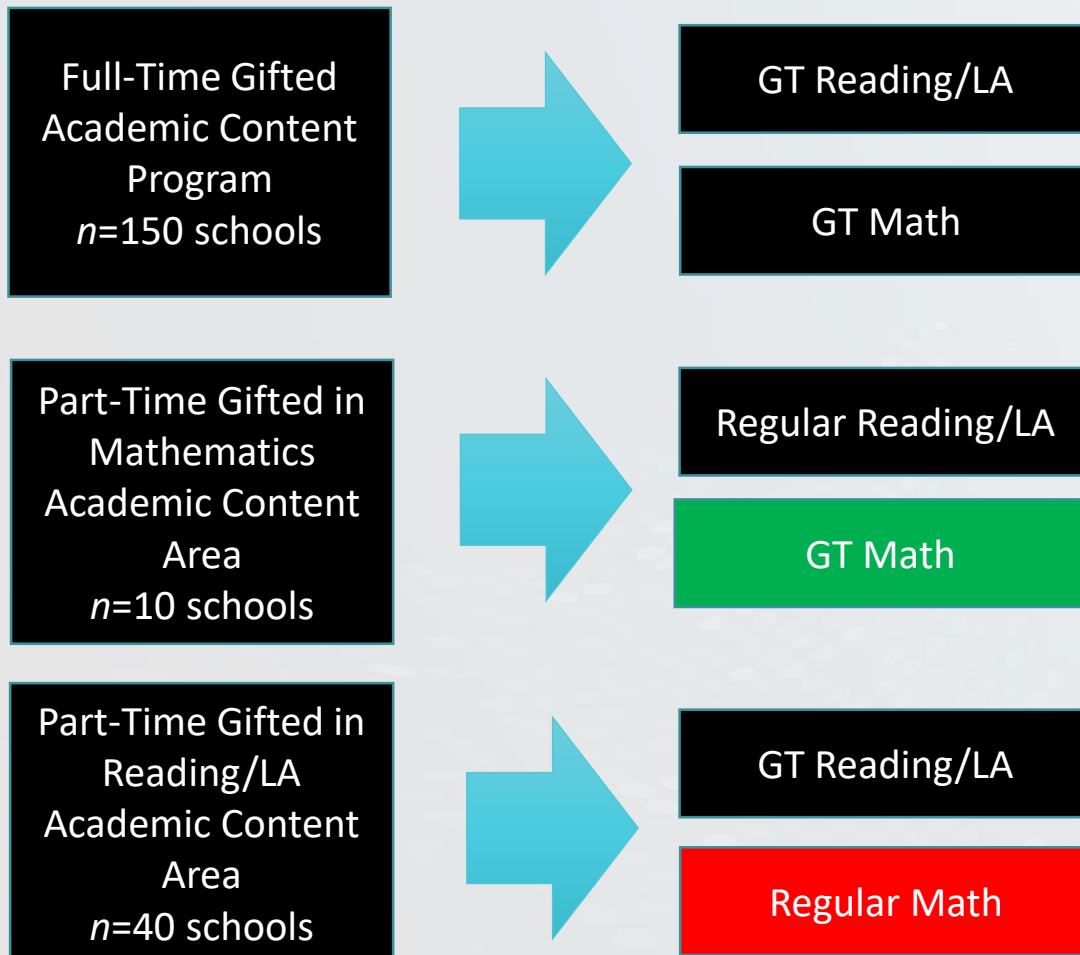 Full-Time Gifted
Academic Content
Program
n=150 schools
GT Reading/LA
GT Math
Part-Time Gifted in
Mathematics
Academic Content
Area
n=10 schools
Regular Reading/LA
GT Math
Part-Time Gifted in
Reading/LA
Academic Content
Area
n=40 schools
GT Reading/LA
Regular Math